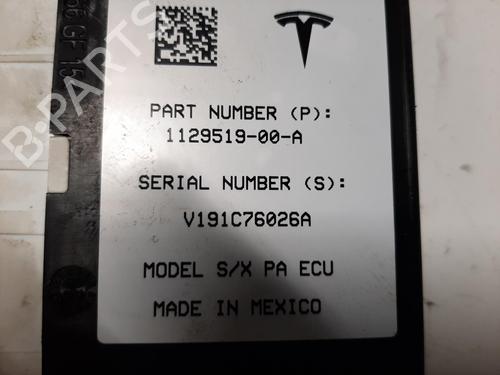 PART NUMBER (P):
1129519-00-A
SERIAL NUMBER (S):
V191C76026A
MODEL S/X PA ECU
MADE IN MEXICO
B-PARTS